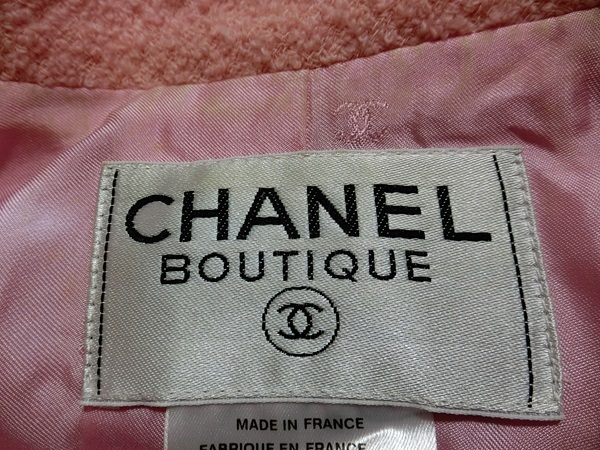 CHANEL
BOUTIQUE
MADE IN FRANCE
FABRIQUE EN FRANCE